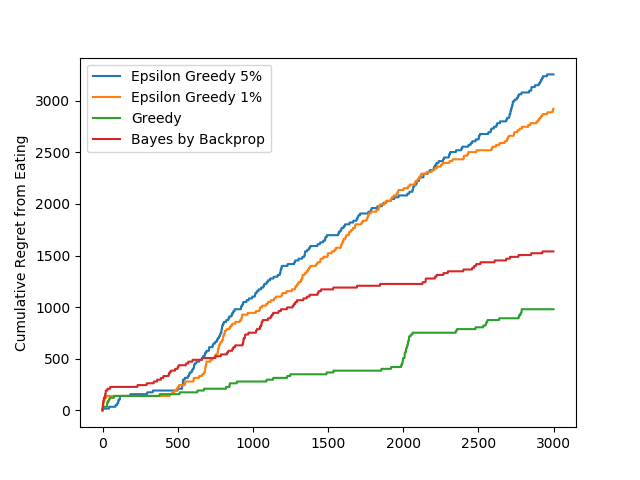 Epsilon Greedy 5%
Epsilon Greedy 1%
Greedy
Bayes by Backprop
Cumulative Regret from Eating
3000
2500
2000
1500
1000
500
0
0 500 1000 1500 2000 2500 3000